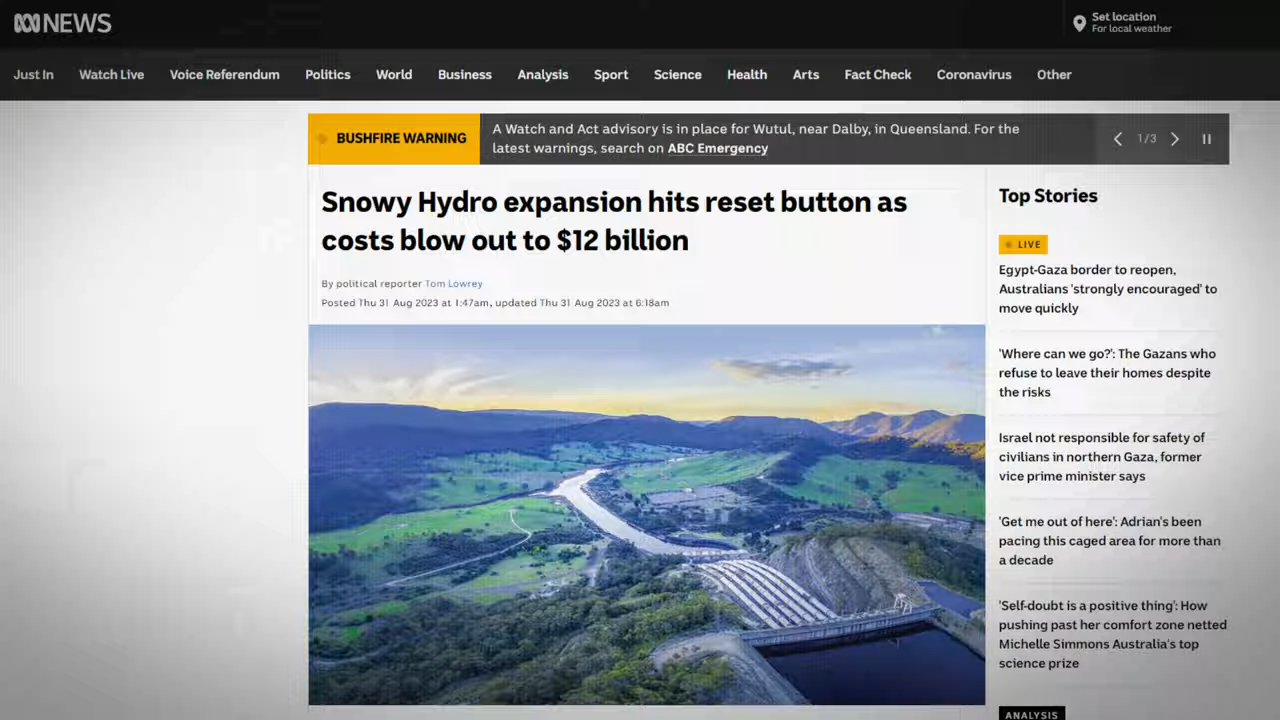 NEWS
Set location
For local weather
Just In Watch Live Voice Referendum Politics World Business Analysis Sport Science Health Arts Fact Check Coronavirus Other
BUSHFIRE WARNING
A Watch and Act advisory is in place for Wutul, near Dalby, in Queensland. For the
latest warnings, search on ABC Emergency
1/3
Snowy Hydro expansion hits reset button as
costs blow out to $12 billion
By political reporter Tom Lowrey
Posted Thu 31 Aug 2023 at 1:47am, updated Thu 31 Aug 2023 at 6:18am
Top Stories
LIVE
Egypt-Gaza border to reopen,
Australians 'strongly encouraged' to
move quickly
'Where can we go?': The Gazans who
refuse to leave their homes despite
the risks
Israel not responsible for safety of
civilians in northern Gaza, former
vice prime minister says
'Get me out of here': Adrian's been
pacing this caged area for more than
a decade
'Self-doubt is a positive thing': How
pushing past her comfort zone netted
Michelle Simmons Australia's top
science prize
ANALYSIS